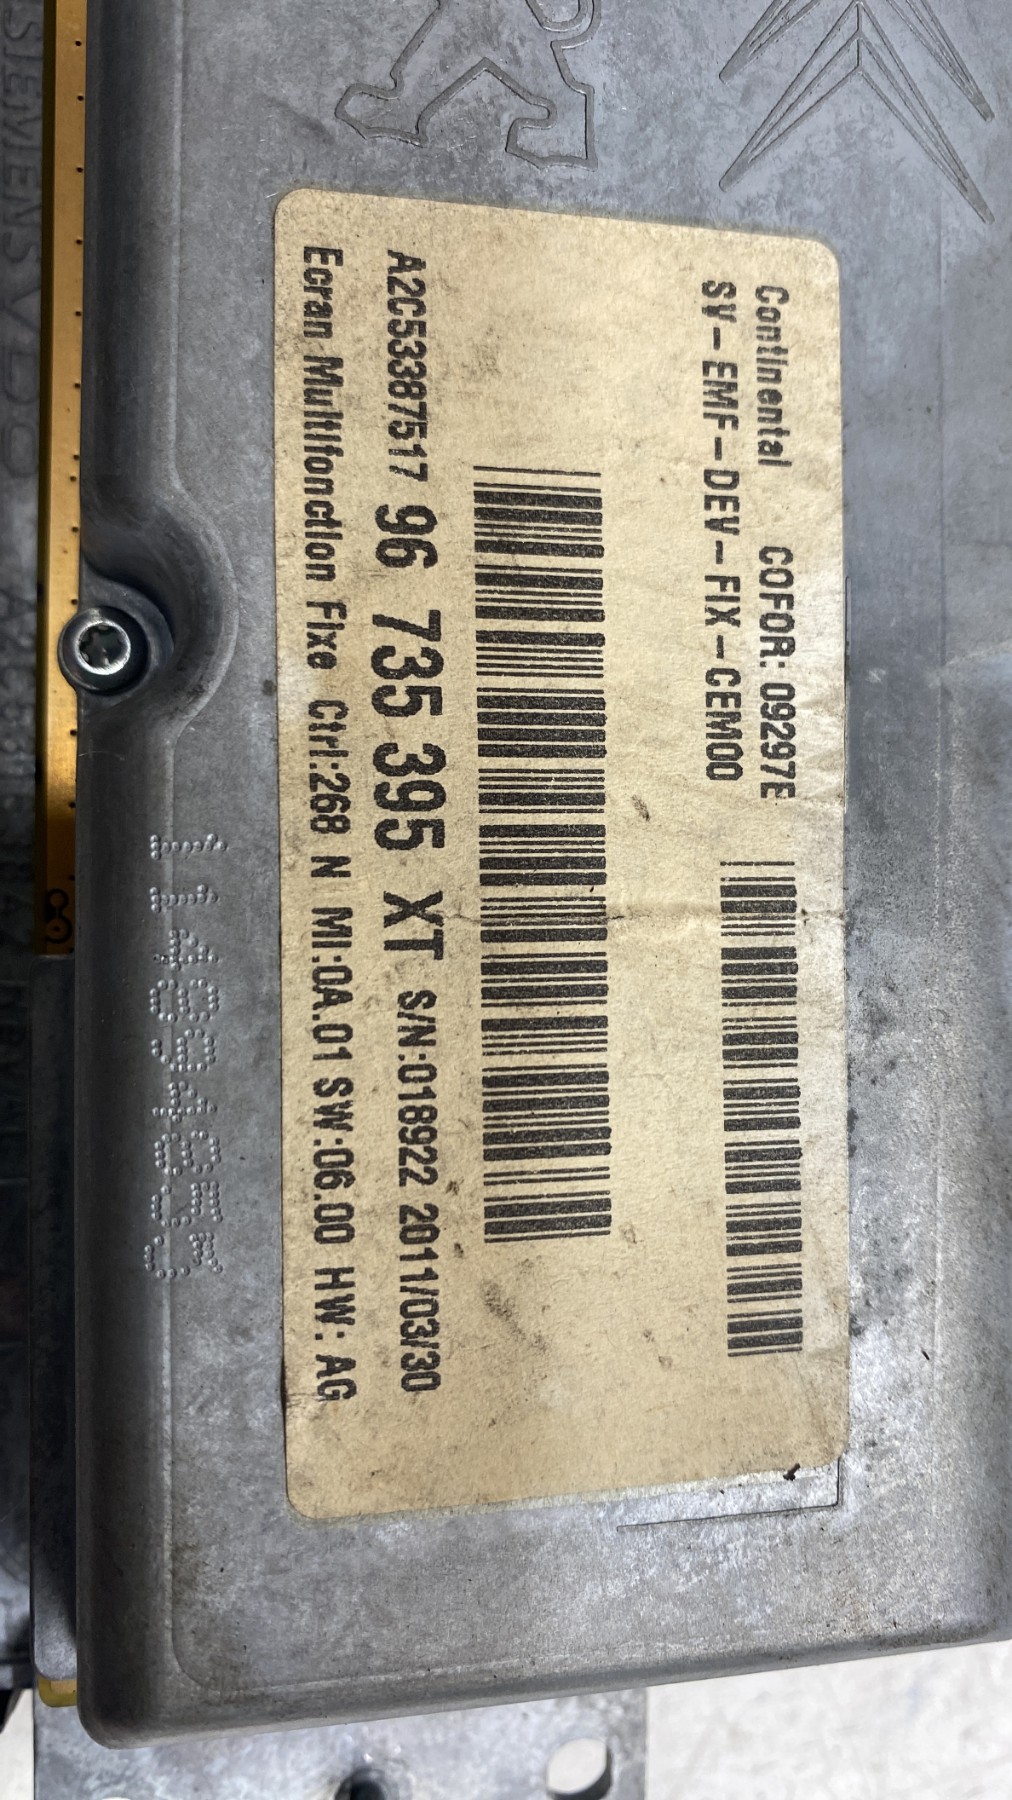 Continental COFOR: 09297E
SV-EMF-DEV-FIX-CEM00
A2C53387517 96 735 395 XT S/N:018922 2011/03/30
Ecran Multifonction Fixe Ctrl:268 N MI:0A.01 SW:06.00 HW: AG
SIEMENS VDO